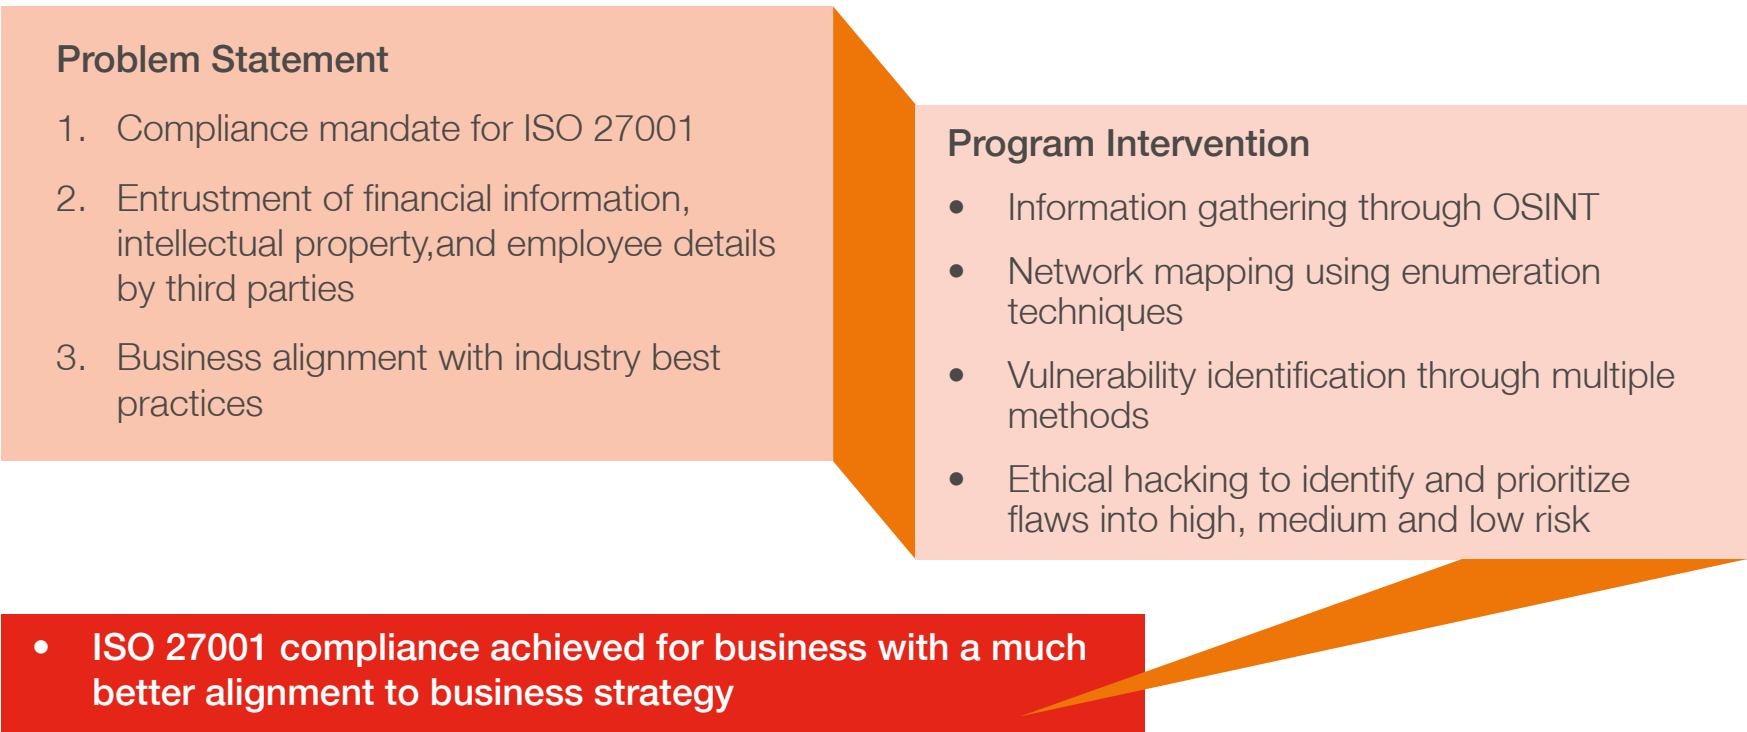 Problem Statement
1. Compliance mandate for ISO 27001
2. Entrustment of financial information,
intellectual property,and employee details
by third parties
3. Business alignment with industry best
practices
Program Intervention
• Information gathering through OSINT
• Network mapping using enumeration
techniques
• Vulnerability identification through multiple
methods
• Ethical hacking to identify and prioritize
flaws into high, medium and low risk
• ISO 27001 compliance achieved for business with a much
better alignment to business strategy